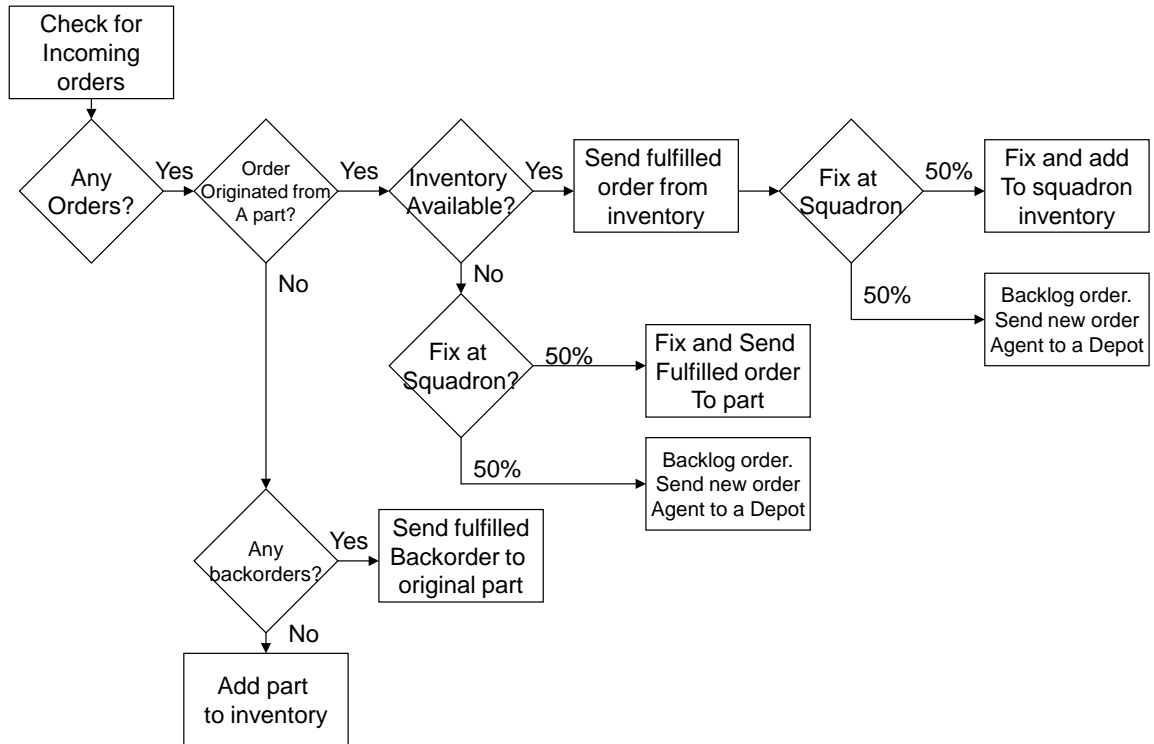 Check for
Incoming
orders
Any
Orders?
Yes
Order
Originated from
A part?
Yes
Inventory
Available?
Yes
Send fulfilled
order from
inventory
Fix at
Squadron
50%
Fix and add
To squadron
inventory
50%
Backlog order.
Send new order
Agent to a Depot
No
Fix at
Squadron?
50%
Fix and Send
Fulfilled order
To part
50%
Backlog order.
Send new order
Agent to a Depot
No
Any
backorders?
Yes
Send fulfilled
Backorder to
original part
No
Add part
to inventory